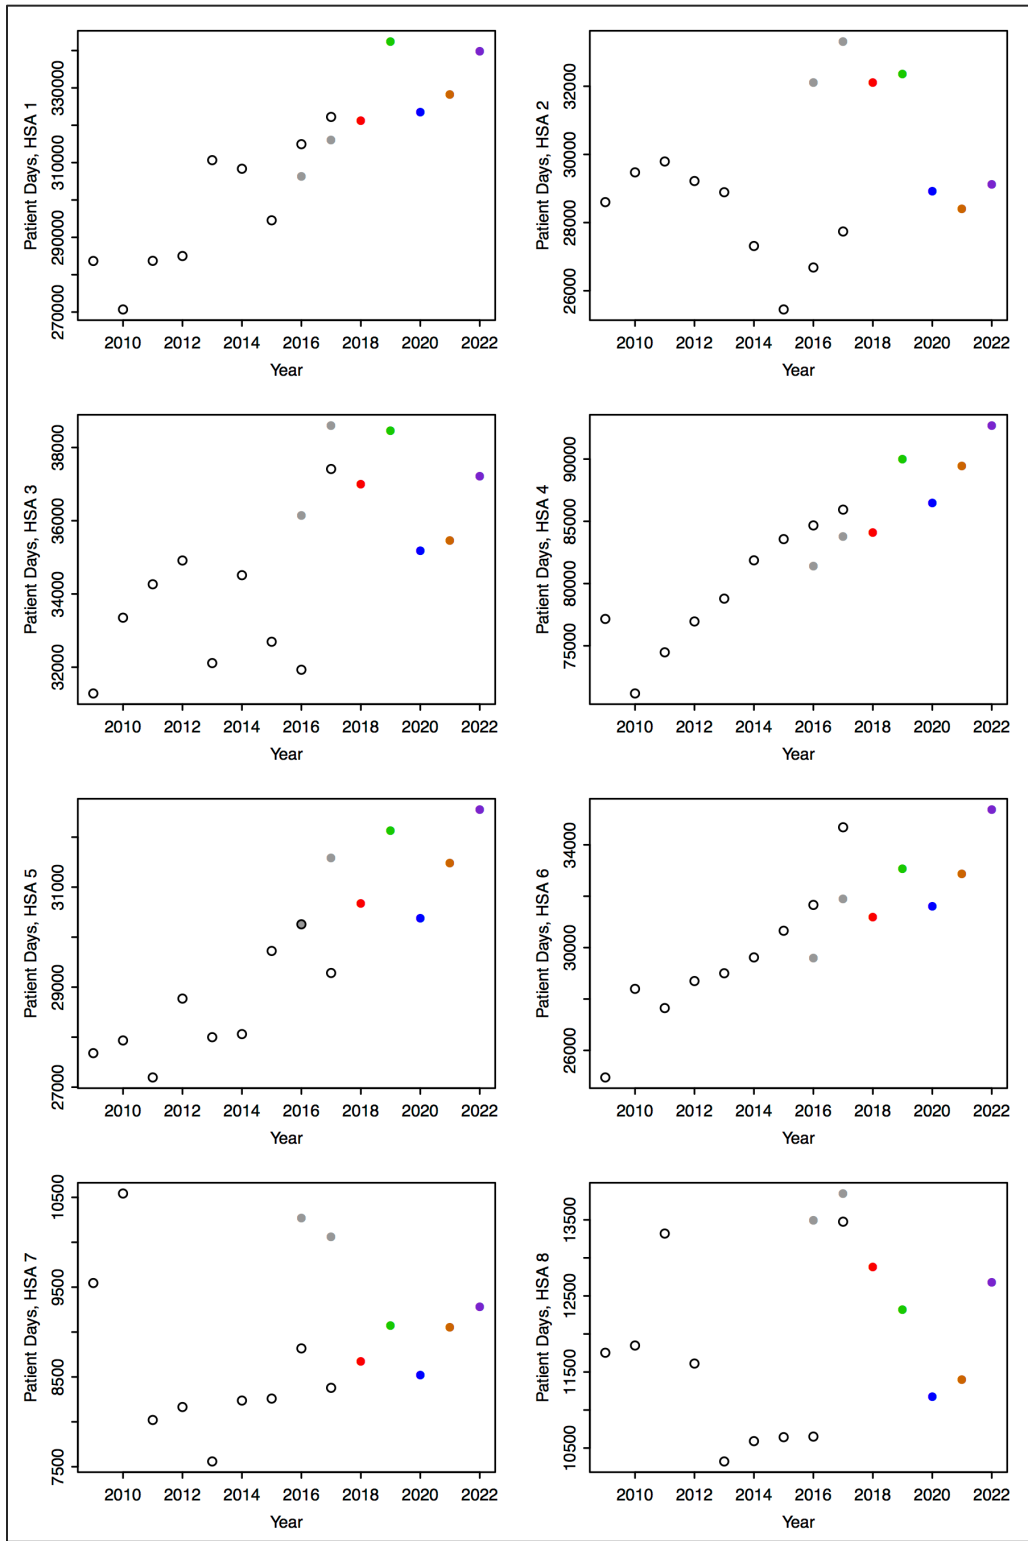 Patient Days, HSA 1
330000
310000
290000
270000
2010 2012 2014 2016 2018 2020 2022
Year
Patient Days, HSA 2
32000
30000
28000
26000
2010 2012 2014 2016 2018 2020 2022
Year
Patient Days, HSA 3
38000
36000
34000
32000
2010 2012 2014 2016 2018 2020 2022
Year
Patient Days, HSA 4
90000
85000
80000
75000
2010 2012 2014 2016 2018 2020 2022
Year
Patient Days, HSA 5
31000
29000
27000
2010 2012 2014 2016 2018 2020 2022
Year
Patient Days, HSA 6
34000
30000
26000
2010 2012 2014 2016 2018 2020 2022
Year
Patient Days, HSA 7
10500
9500
8500
7500
2010 2012 2014 2016 2018 2020 2022
Year
Patient Days, HSA 8
13500
12500
11500
10500
2010 2012 2014 2016 2018 2020 2022
Year